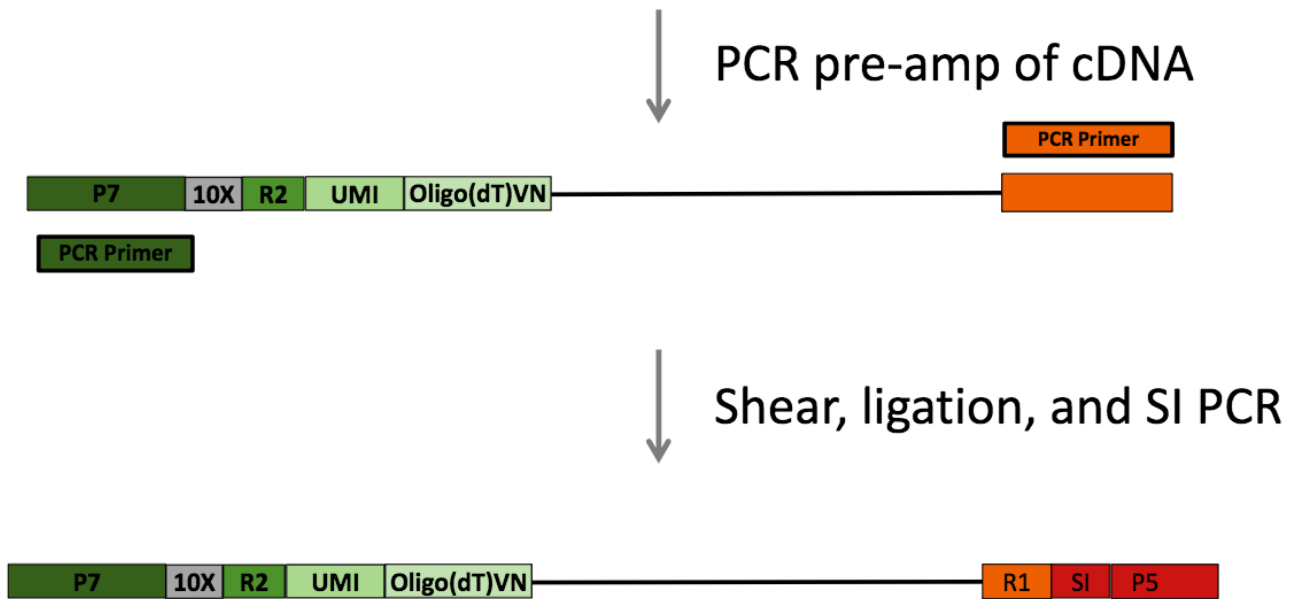 PCR pre-amp of cDNA
PCR Primer
P7 10X R2 UMI Oligo(dT)VN
PCR Primer
Shear, ligation, and SI PCR
P7 10X R2 UMI Oligo(dT)VN R1 SI P5